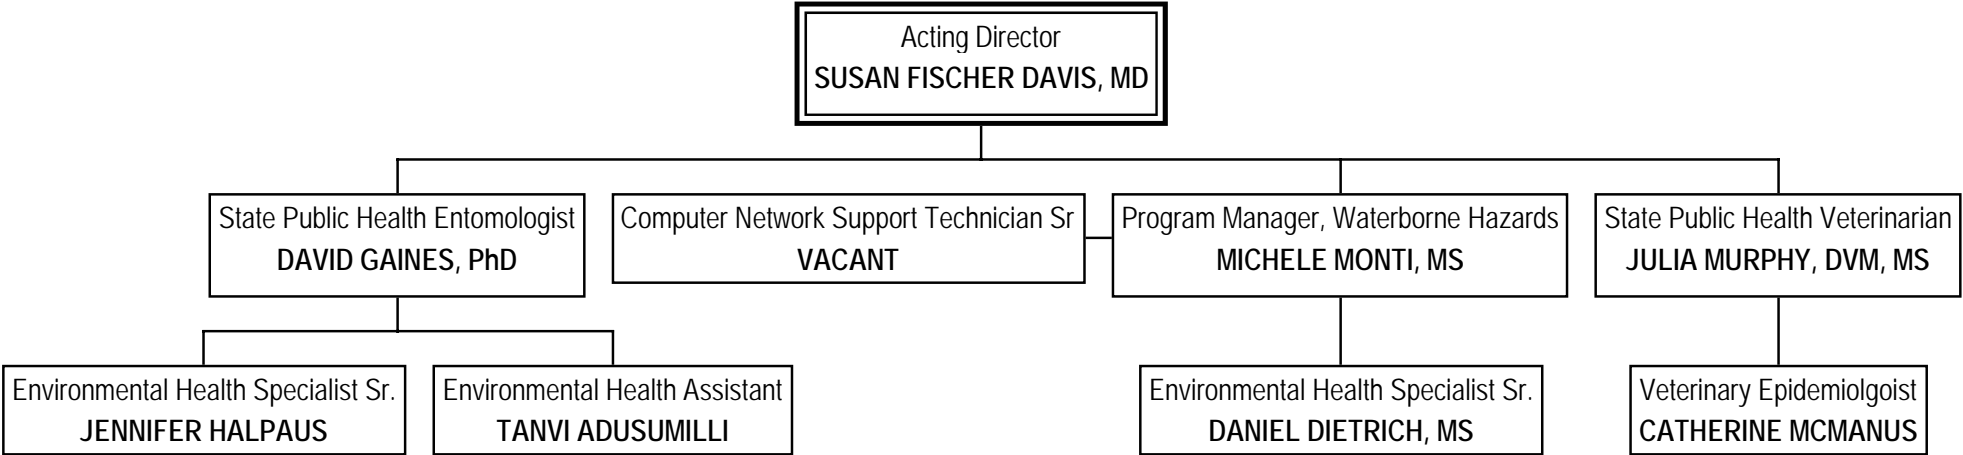 Acting Director
SUSAN FISCHER DAVIS, MD
State Public Health Entomologist
DAVID GAINES, PhD
Computer Network Support Technician Sr
VACANT
Program Manager, Waterborne Hazards
MICHELE MONTI, MS
State Public Health Veterinarian
JULIA MURPHY, DVM, MS
Environmental Health Specialist Sr.
JENNIFER HALPAUS
Environmental Health Assistant
TANVI ADUSUMILLI
Environmental Health Specialist Sr.
DANIEL DIETRICH, MS
Veterinary Epidemiolgoist
CATHERINE MCMANUS